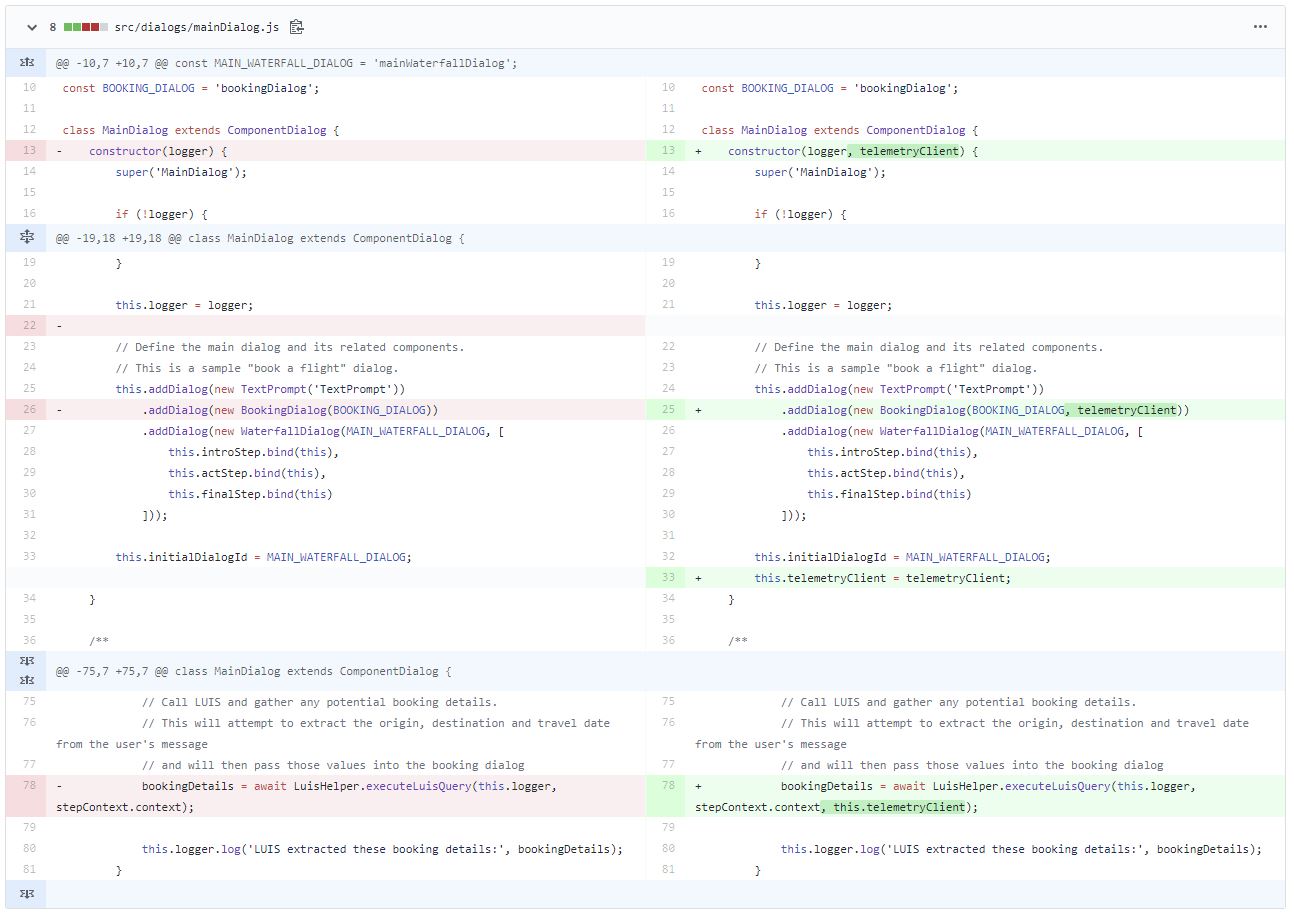 8 src/dialogs/mainDialog.js
@@ -10,7 +10,7 @@ const MAIN_WATERFALL_DIALOG = 'mainWaterfallDialog';
10 const BOOKING_DIALOG = 'bookingDialog'; 10 const BOOKING_DIALOG = 'bookingDialog';
11 11
12 class MainDialog extends ComponentDialog { 12 class MainDialog extends ComponentDialog {
13 - constructor(logger) { 13 + constructor(logger, telemetryClient) {
14 super('MainDialog'); 14 super('MainDialog');
15 15
16 if (!logger) { 16 if (!logger) {
@@ -19,18 +19,18 @@ class MainDialog extends ComponentDialog {
19 } 19 }
20 20
21 this.logger = logger; 21 this.logger = logger;
22 -
23 // Define the main dialog and its related components. 22 // Define the main dialog and its related components.
24 // This is a sample "book a flight" dialog. 23 // This is a sample "book a flight" dialog.
25 this.addDialog(new TextPrompt('TextPrompt')) 24 this.addDialog(new TextPrompt('TextPrompt'))
26 - .addDialog(new BookingDialog(BOOKING_DIALOG)) 25 + .addDialog(new BookingDialog(BOOKING_DIALOG, telemetryClient))
27 .addDialog(new WaterfallDialog(MAIN_WATERFALL_DIALOG, [ 26 .addDialog(new WaterfallDialog(MAIN_WATERFALL_DIALOG, [
28 this.introStep.bind(this), 27 this.introStep.bind(this),
29 this.actStep.bind(this), 28 this.actStep.bind(this),
30 this.finalStep.bind(this) 29 this.finalStep.bind(this)
31 ])); 30 ]));
32 31
33 this.initialDialogId = MAIN_WATERFALL_DIALOG; 32 this.initialDialogId = MAIN_WATERFALL_DIALOG;
33 + this.telemetryClient = telemetryClient;
34 } 34 }
35 35
36 /** 36 /**
@@ -75,7 +75,7 @@ class MainDialog extends ComponentDialog {
75 // Call LUIS and gather any potential booking details. 75 // Call LUIS and gather any potential booking details.
76 // This will attempt to extract the origin, destination and travel date 76 // This will attempt to extract the origin, destination and travel date
from the user's message from the user's message
77 // and will then pass those values into the booking dialog 77 // and will then pass those values into the booking dialog
78 - bookingDetails = await LuisHelper.executeLuisQuery(this.logger, 78 + bookingDetails = await LuisHelper.executeLuisQuery(this.logger,
stepContext.context); stepContext.context, this.telemetryClient);
79 79
80 this.logger.log('LUIS extracted these booking details:', bookingDetails); 80 this.logger.log('LUIS extracted these booking details:', bookingDetails);
81 } 81 }